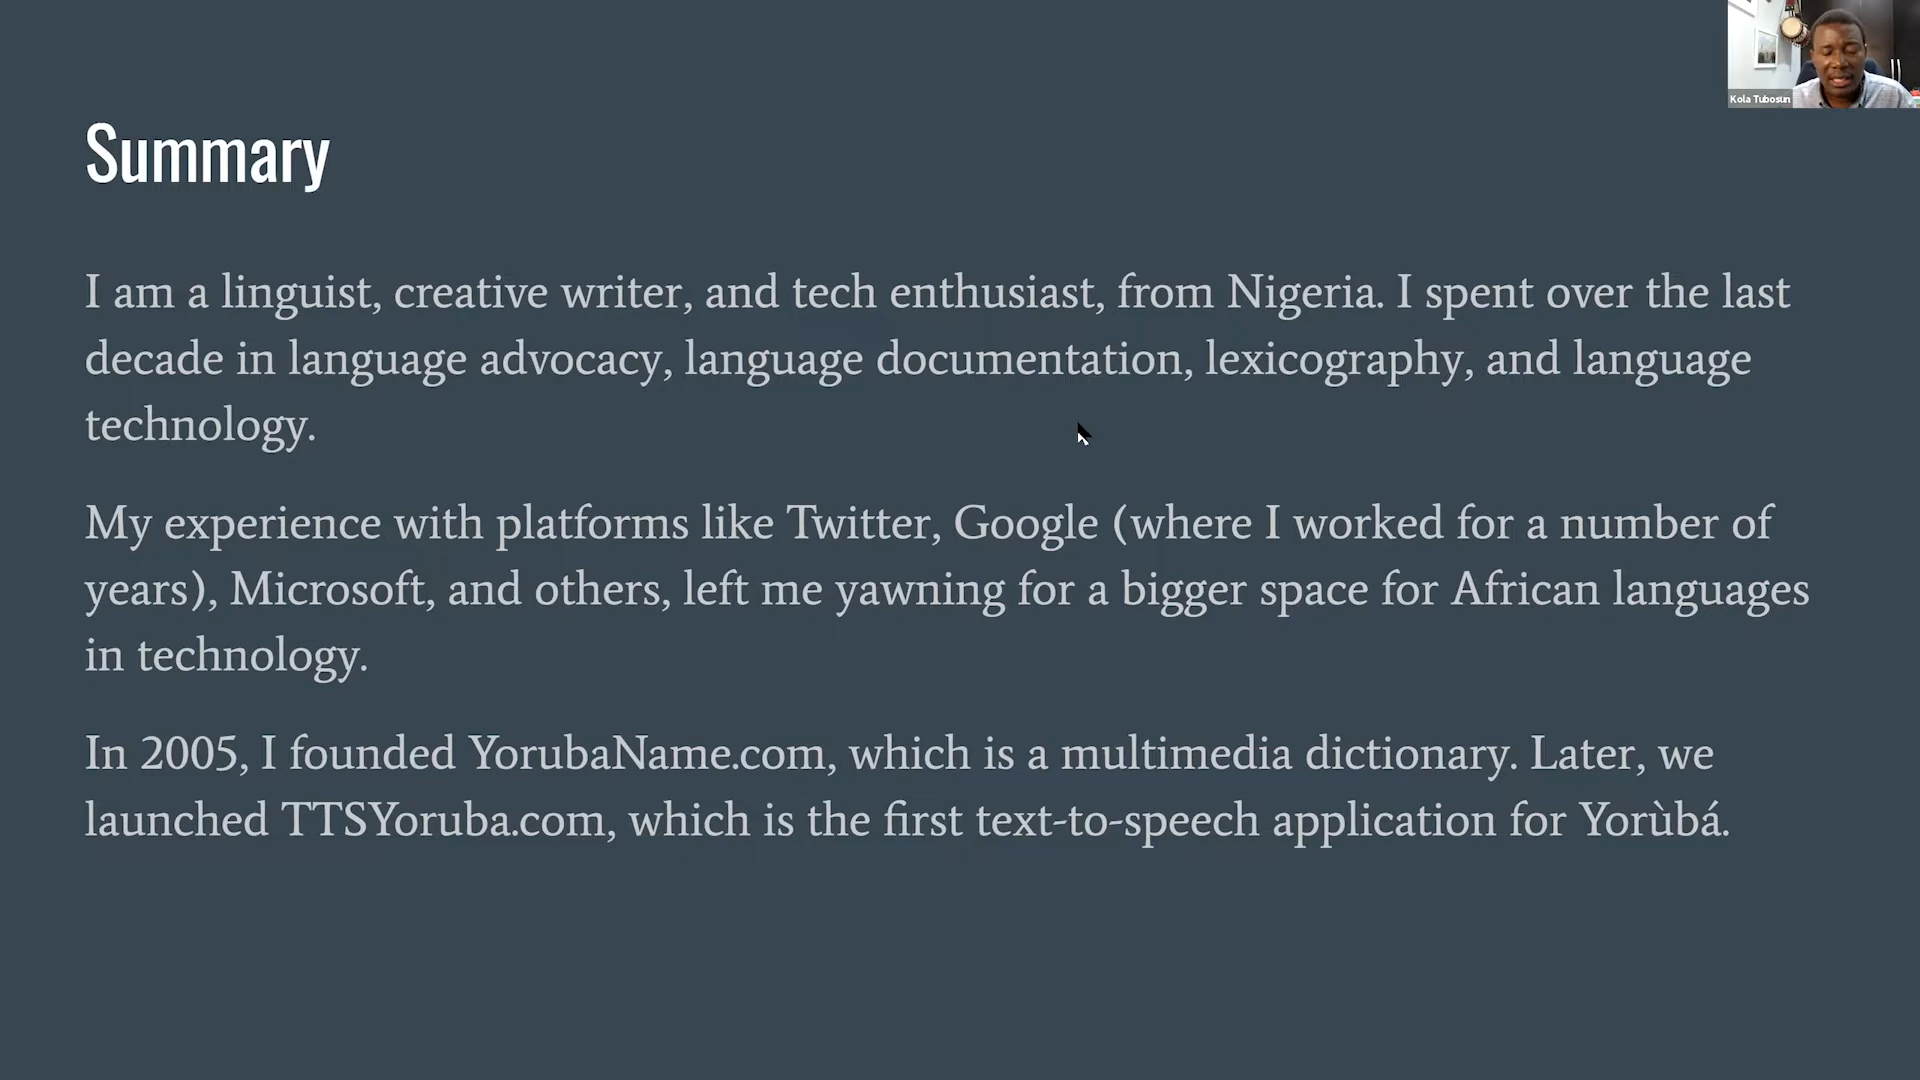 Kola Tubosun
Summary
I am a linguist, creative writer, and tech enthusiast, from Nigeria. I spent over the last
decade in language advocacy, language documentation, lexicography, and language
technology.
My experience with platforms like Twitter, Google (where I worked for a number of
years), Microsoft, and others, left me yawning for a bigger space for African languages
in technology.
In 2005, I founded YorubaName.com, which is a multimedia dictionary. Later, we
launched TTSYoruba.com, which is the first text-to-speech application for Yorùbá.